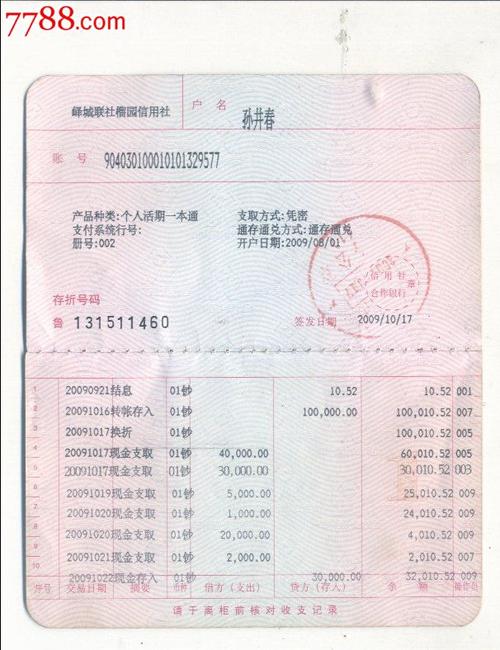 7788.com
峄城联社榴园信用社 户 名 孙井春
账 号 904030100010101329577
产品种类:个人活期一本通 支取方式:凭密
支付系统行号: 通存通兑方式:通存通兑
册号:002 开户日期:2009/08/01
信用社
合作银行 章
存折号码
鲁 131511460 签发日期 2009/10/17
1 20090921结息 01钞 10.52 10.52 001
2 20091016转帐存入 01钞 100,000.00 100,010.52 007
3 20091017换折 01钞 100,010.52 005
4 20091017现金支取 01钞 40,000.00 60,010.52 005
5 20091017现金支取 01钞 30,000.00 30,010.52 003
6 20091019现金支取 01钞 5,000.00 25,010.52 009
7 20091020现金支取 01钞 1,000.00 24,010.52 009
8 20091020现金支取 01钞 20,000.00 4,010.52 009
9 20091021现金支取 01钞 2,000.00 2,010.52 007
10 20091022现金存入 01钞 30,000.00 32,010.52 009
序号 交易日期 摘要 币种 借方(支出) 贷方(存入) 余 额 操作员
请于离柜前核对收支记录